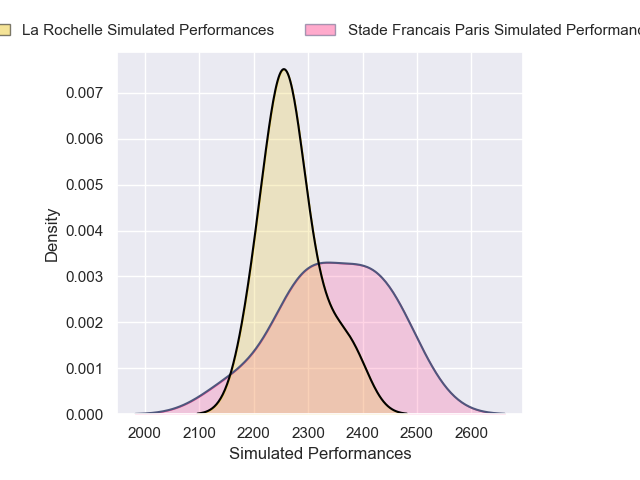 La Rochelle Simulated Performances
Stade Francais Paris Simulated
0.007
0.006
0.005
0.004
0.003
0.002
0.001
0.000
Density
2000 2100 2200 2300 2400 2500 2600
Simulated Performances